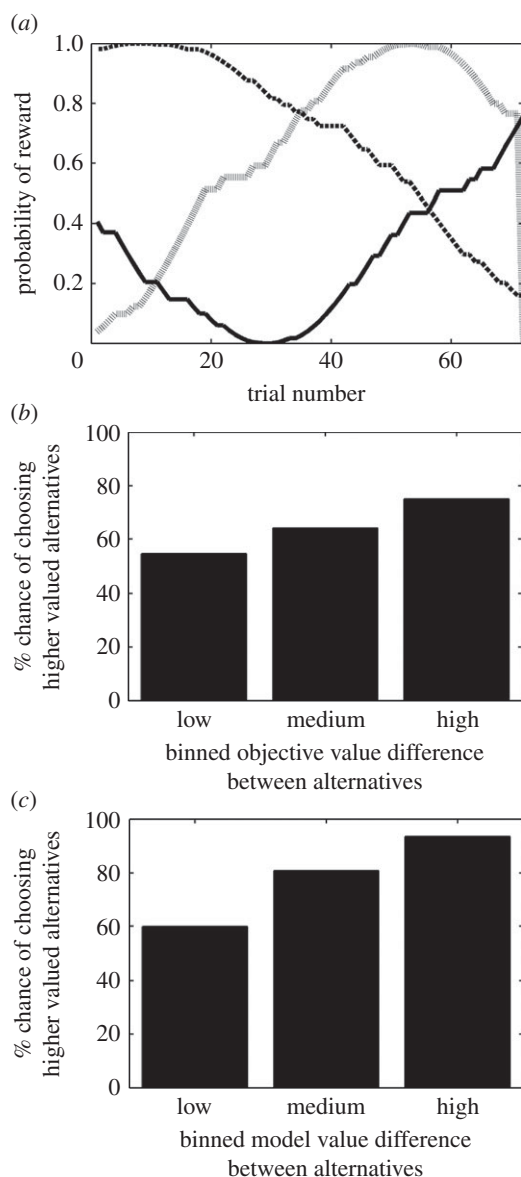 (a)
1.0
0.8
0.6
0.4
0.2
probability of reward
0
20
40
60
trial number
(b)
100
80
60
40
20
0
% chance of choosing
higher valued alternatives
low
medium
high
binned objective value difference
between alternatives
(c)
100
80
60
40
20
0
% chance of choosing
higher valued alternatives
low
medium
high
binned model value difference
between alternatives